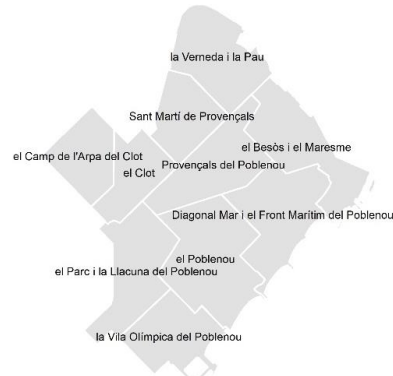 la Verneda i la Pau
Sant Martí de Provençals
el Besòs i el Maresme
el Camp de l'Arpa del Clot
Provençals del Poblenou
el Clot
Diagonal Mar i el Front Marítim del Poblenou
el Poblenou
el Parc i la Llacuna del Poblenou
la Vila Olímpica del Poblenou